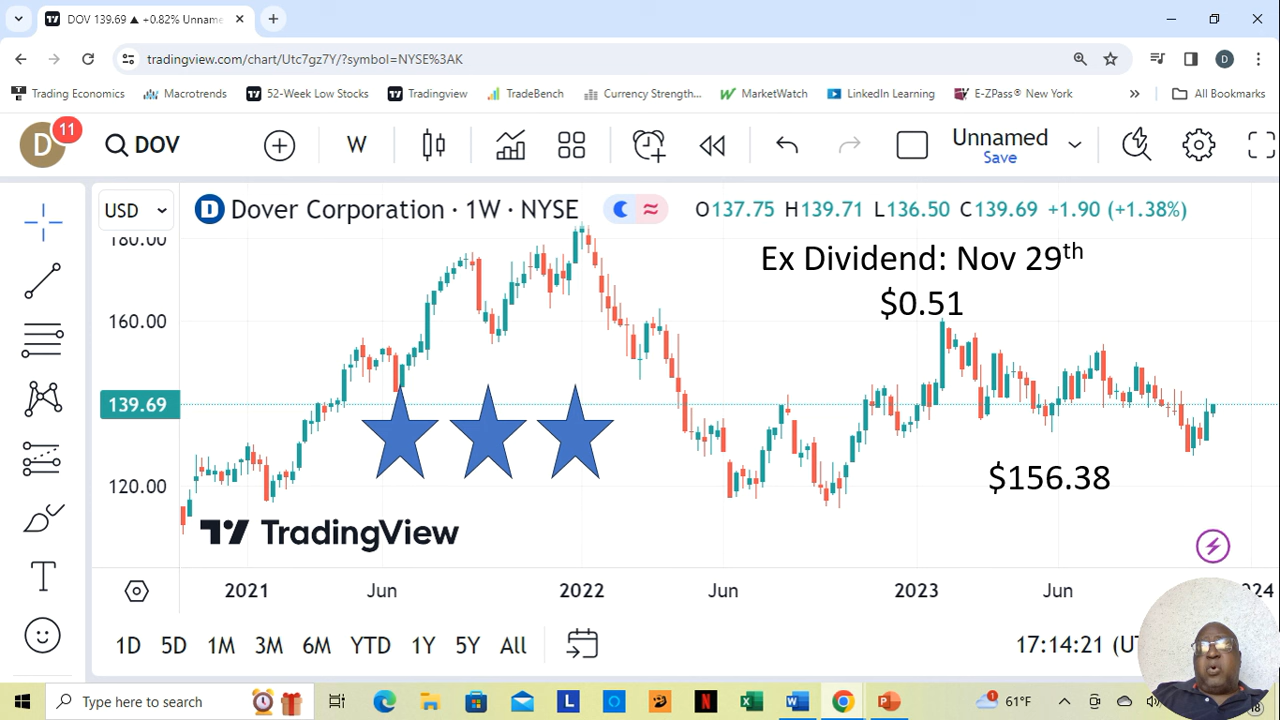 DOV 139.69 ▲ +0.82% Unname
tradingview.com/chart/Utc7gz7Y/?symbol=NYSE%3AK
D
Trading Economics
Macrotrends
52-Week Low Stocks
Tradingview
TradeBench
Currency Strength...
MarketWatch
LinkedIn Learning
E-ZPass® New York
»
All Bookmarks
D
11
DOV
W
Unnamed
Save
USD
D Dover Corporation · 1W · NYSE
O137.75 H139.71 L136.50 C139.69 +1.90 (+1.38%)
180.00
Ex Dividend: Nov 29th
$0.51
160.00
139.69
$156.38
120.00
TradingView
2021 Jun 2022 Jun 2023 Jun 24
1D 5D 1M 3M 6M YTD 1Y 5Y All
17:14:21 (UT
Type here to search
L
N
X
W
P
1
61°F
18